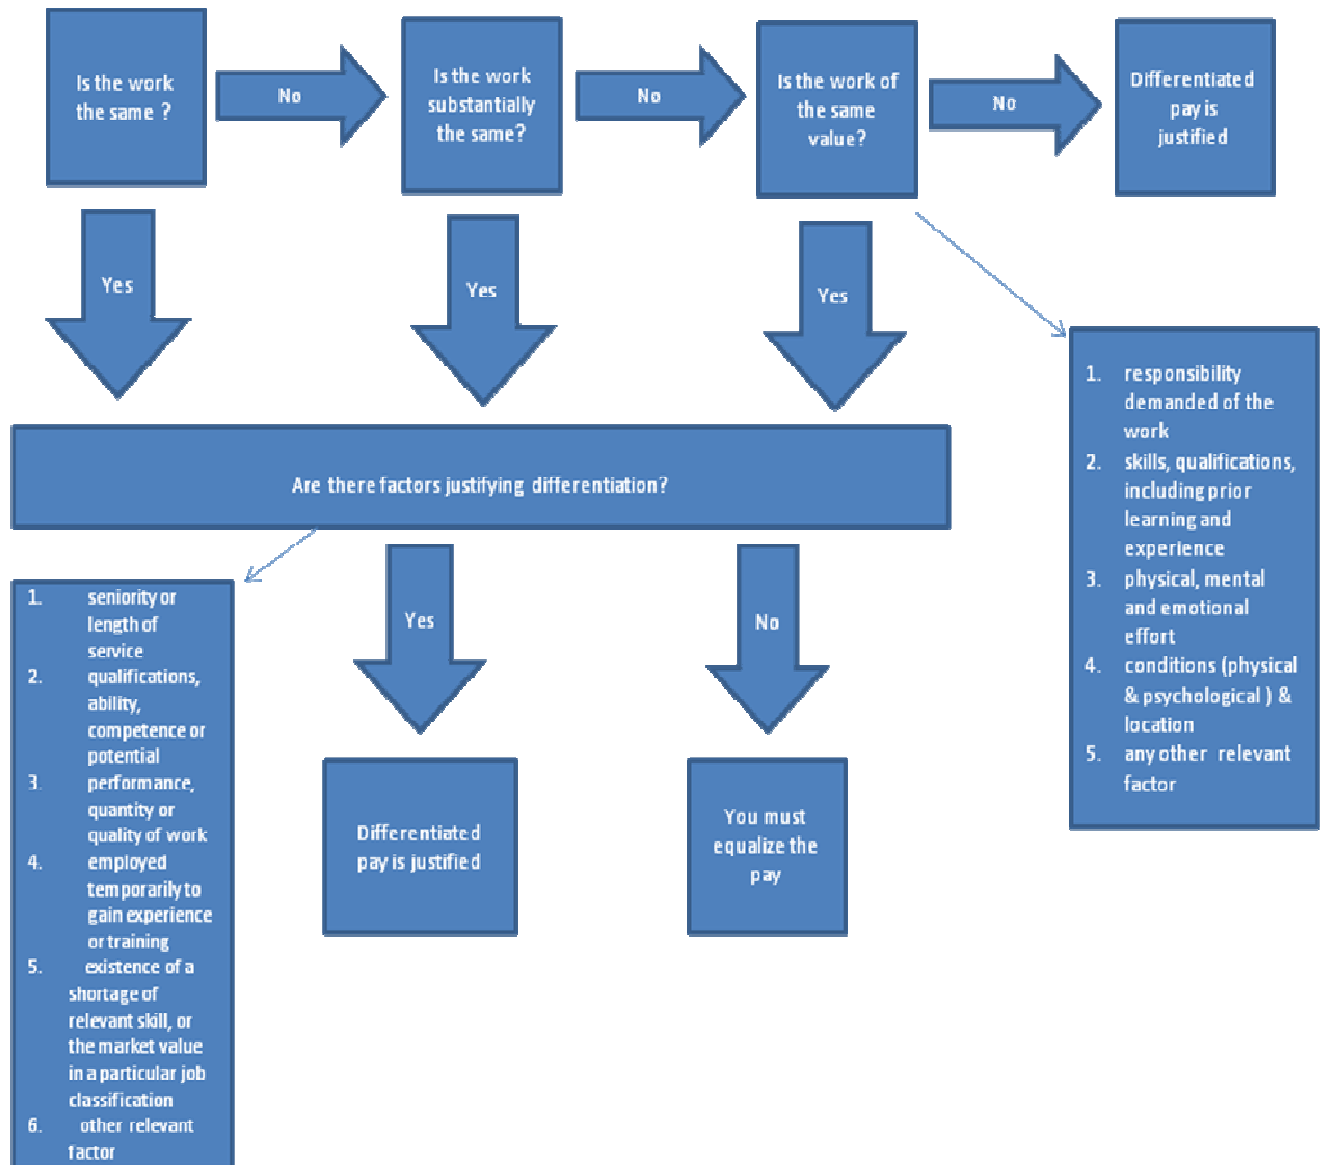 Is the work
the same ?
No
Is the work
substantially
the same?
No
Is the work of
the same
value?
No
Differentiated
pay is
justified
Yes
Yes
Yes
1. responsibility
demanded of the
work
2. skills, qualifications,
including prior
learning and
experience
3. physical, mental
and emotional
effort
4. conditions (physical
& psychological ) &
location
5. any other relevant
factor
Are there factors justifying differentiation?
1. seniority or
length of
service
2. qualifications,
ability,
competence or
potential
3. performance,
quantity or
quality of work
4. employed
temporarily to
gain experience
or training
5. existence of a
shortage of
relevant skill, or
the market value
in a particular job
classification
6. other relevant
factor
Yes
No
Differentiated
pay is justified
You must
equalize the
pay